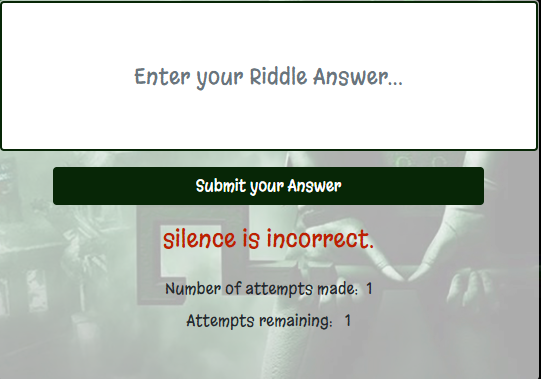 Enter your Riddle Answer...
Submit your Answer
silence is incorrect.
Number of attempts made: 1
Attempts remaining: 1